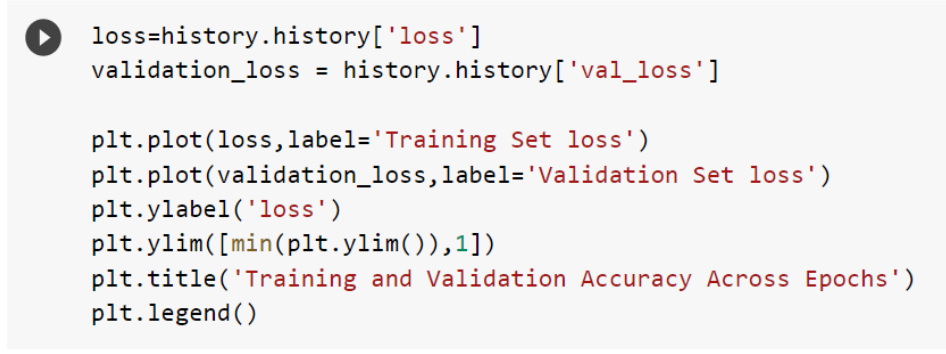 loss=history.history['loss']
validation_loss = history.history['val_loss']
plt.plot(loss,label='Training Set loss')
plt.plot(validation_loss,label='Validation Set loss')
plt.ylabel('loss')
plt.ylim([min(plt.ylim()),1])
plt.title('Training and Validation Accuracy Across Epochs')
plt.legend()